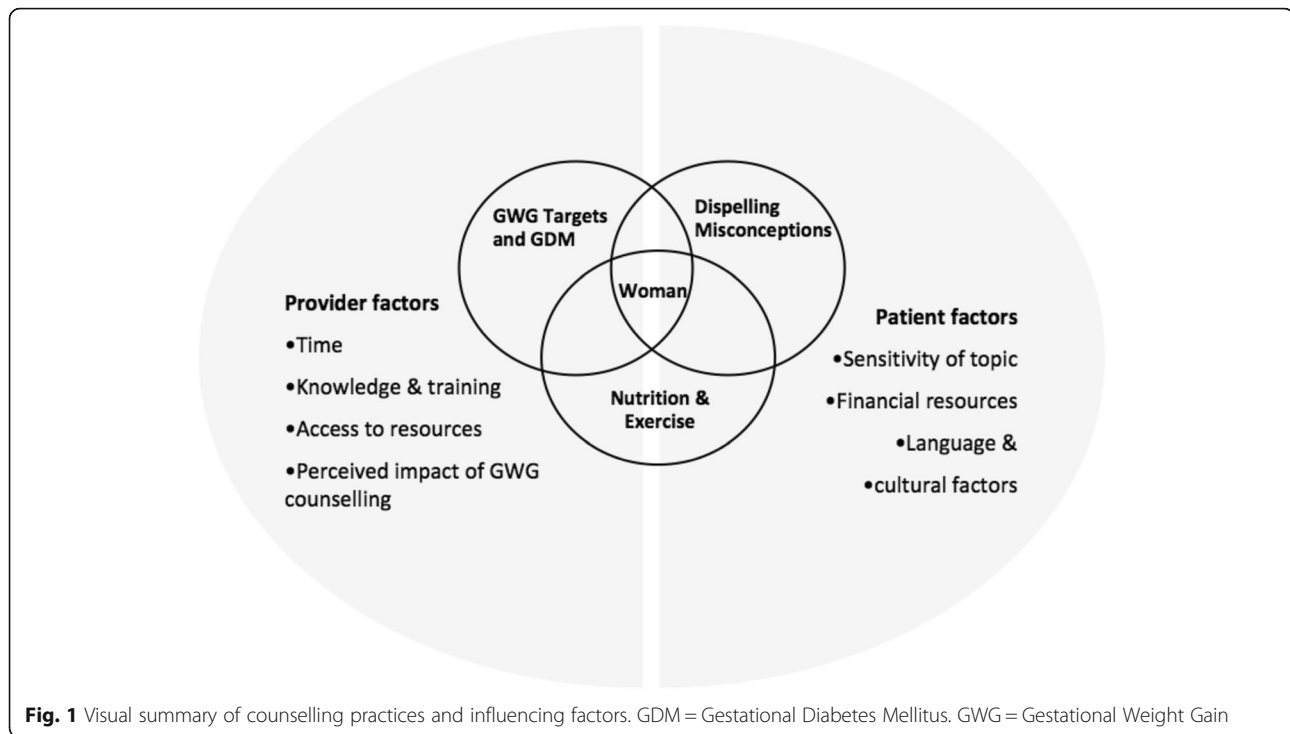 GWG Targets
and GDM
Dispelling
Misconceptions
Woman
Nutrition &
Exercise
Provider factors
•Time
•Knowledge & training
•Access to resources
•Perceived impact of GWG
counselling
Patient factors
•Sensitivity of topic
•Financial resources
•Language &
•cultural factors
Fig. 1 Visual summary of counselling practices and influencing factors. GDM = Gestational Diabetes Mellitus. GWG = Gestational Weight Gain